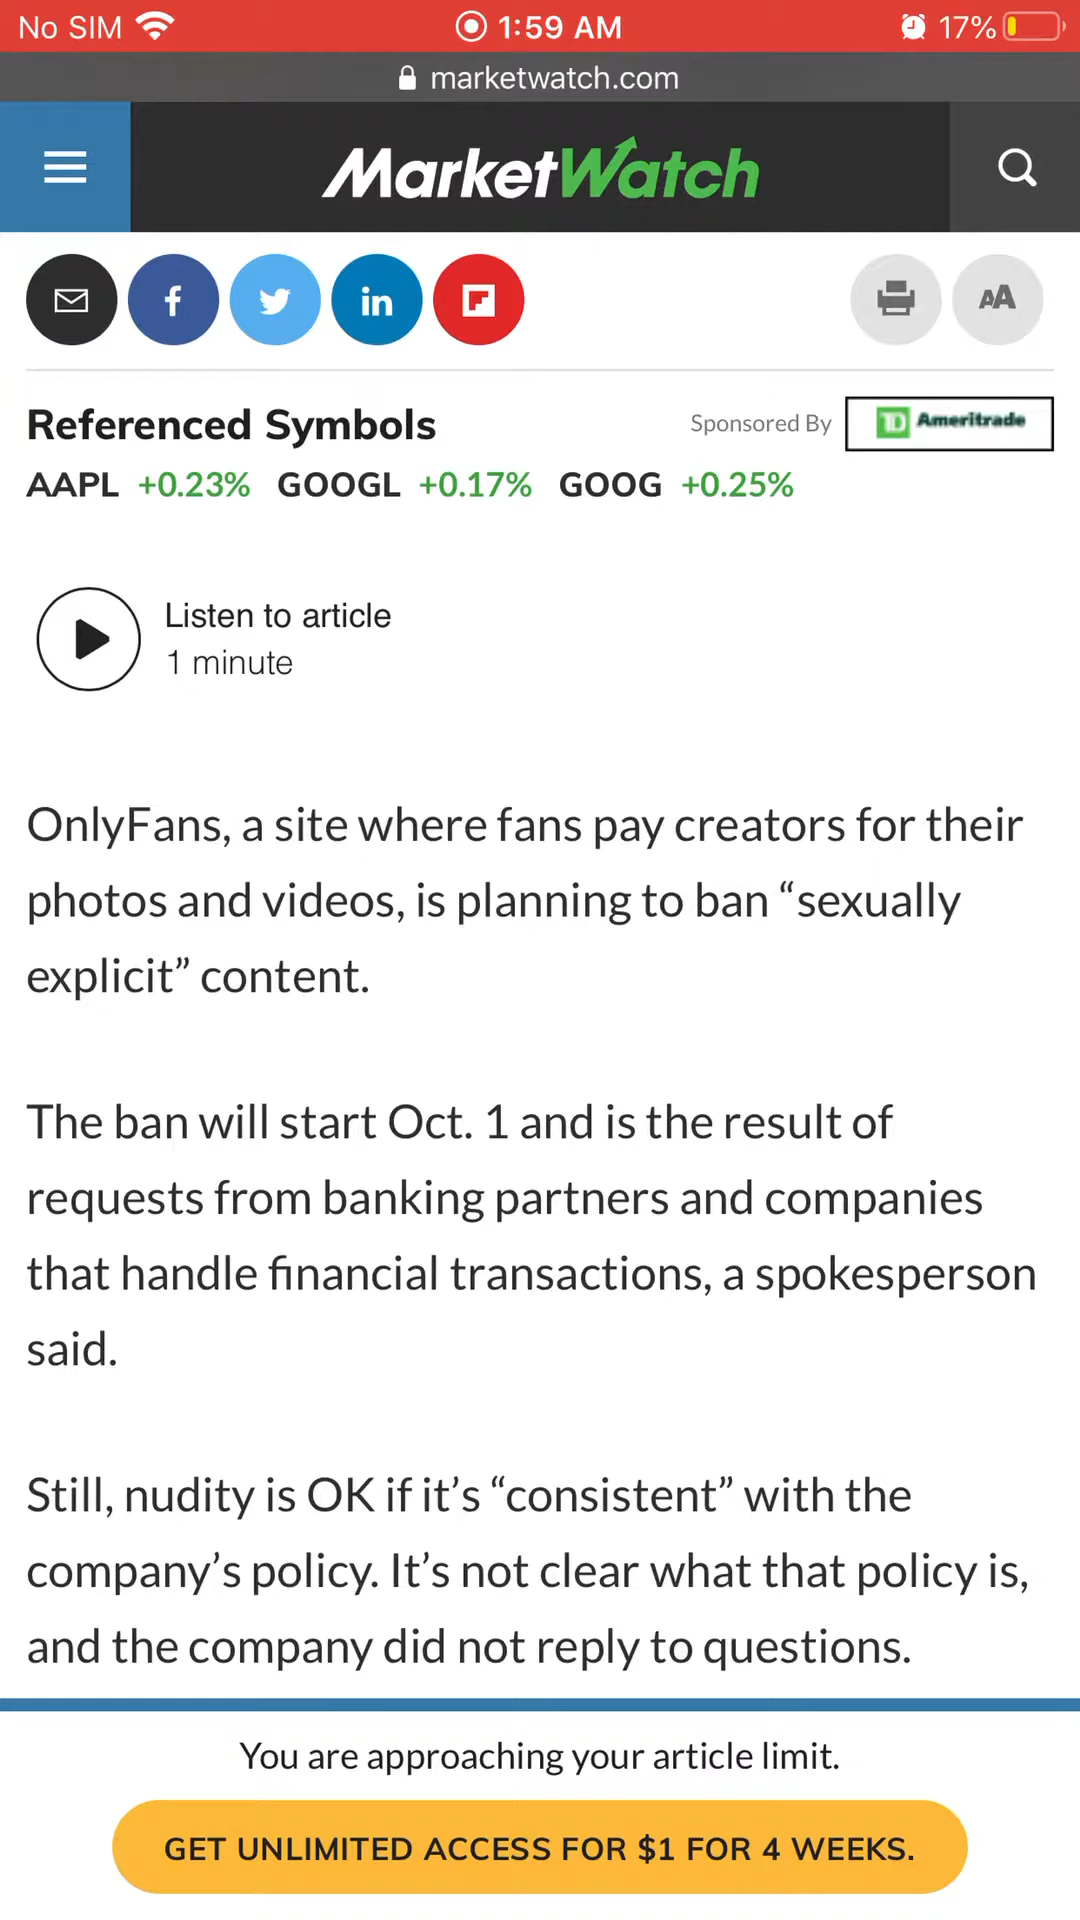 No SIM 1:59 AM 17%
marketwatch.com
MarketWatch
f in AA
Referenced Symbols Sponsored By TD Ameritrade
AAPL +0.23% GOOGL +0.17% GOOG +0.25%
Listen to article
1 minute
OnlyFans, a site where fans pay creators for their
photos and videos, is planning to ban “sexually
explicit” content.
The ban will start Oct. 1 and is the result of
requests from banking partners and companies
that handle financial transactions, a spokesperson
said.
Still, nudity is OK if it’s “consistent” with the
company’s policy. It’s not clear what that policy is,
and the company did not reply to questions.
You are approaching your article limit.
GET UNLIMITED ACCESS FOR $1 FOR 4 WEEKS.